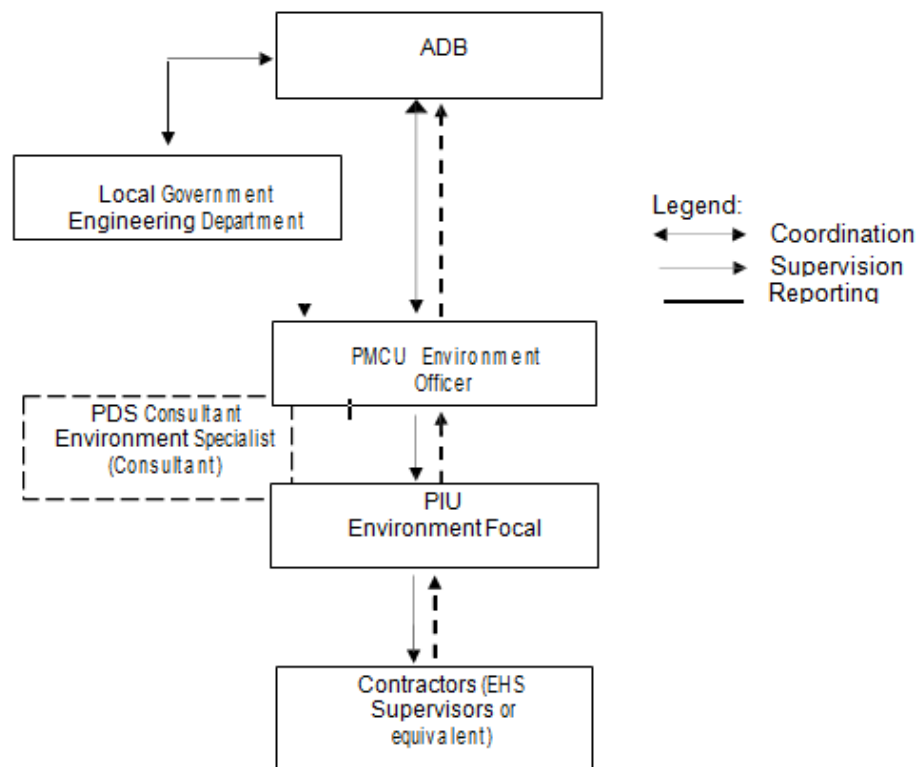 ADB
Local Government
Engineering Department
Legend:
Coordination
Supervision
Reporting
PMCU Environment
Officer
PDS Consultant
Environment Specialist
(Consultant)
PIU
Environment Focal
Contractors (EHS
Supervisors or
equivalent)